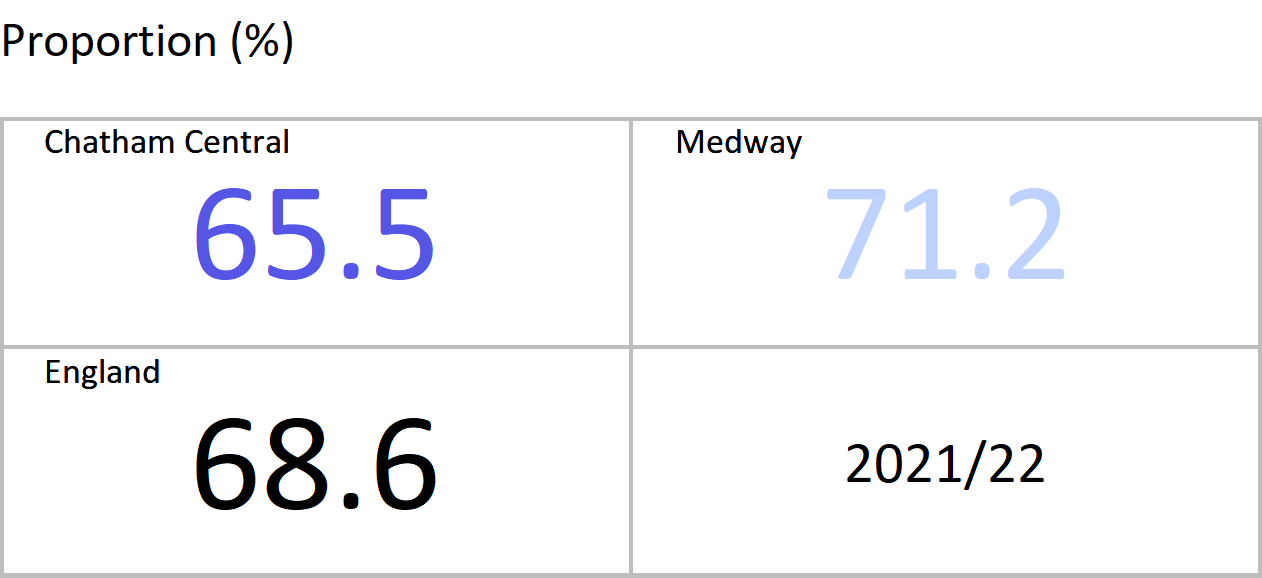 Proportion (%)
Chatham Central
65.5
Medway
71.2
England
68.6
2021/22